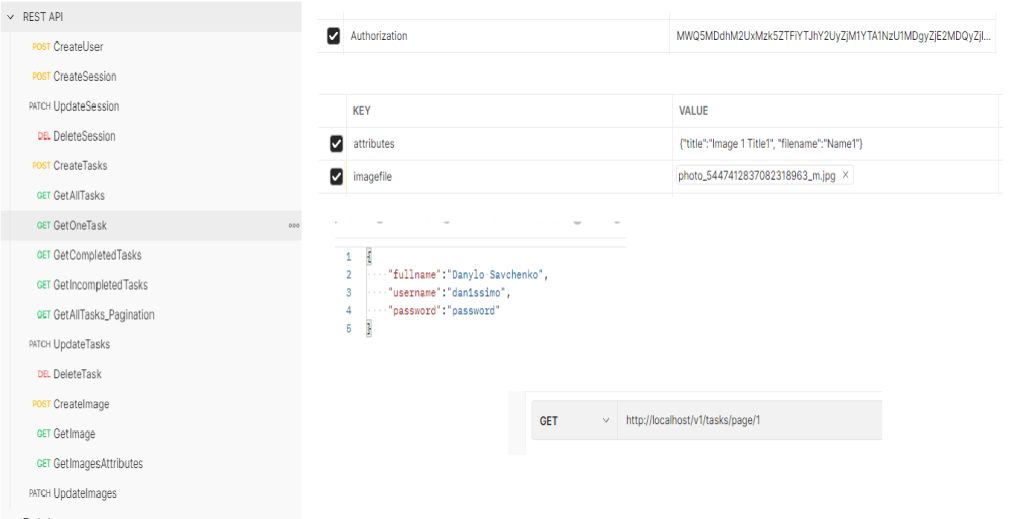 REST API
POST CreateUser
POST CreateSession
PATCH UpdateSession
DEL DeleteSession
POST CreateTasks
GET GetAllTasks
GET GetOneTask
GET GetCompletedTasks
GET GetIncompletedTasks
GET GetAllTasks_Pagination
PATCH UpdateTasks
DEL DeleteTask
POST CreateImage
GET GetImage
GET GetImagesAttributes
PATCH UpdateImages
Authorization MWQ5MDdhM2UxMzk5ZTFiYTJhY2UyZjM1YTA1NzU1MDgyZjE2MDQyZjI...
KEY VALUE
attributes {"title":"Image 1 Title1", "filename":"Name1"}
imagefile photo_5447412837082318963_m.jpg ×
1 {
2 "fullname":"Danylo Savchenko",
3 "username":"dan1ssimo",
4 "password":"password"
5 }
GET http://localhost/v1/tasks/page/1